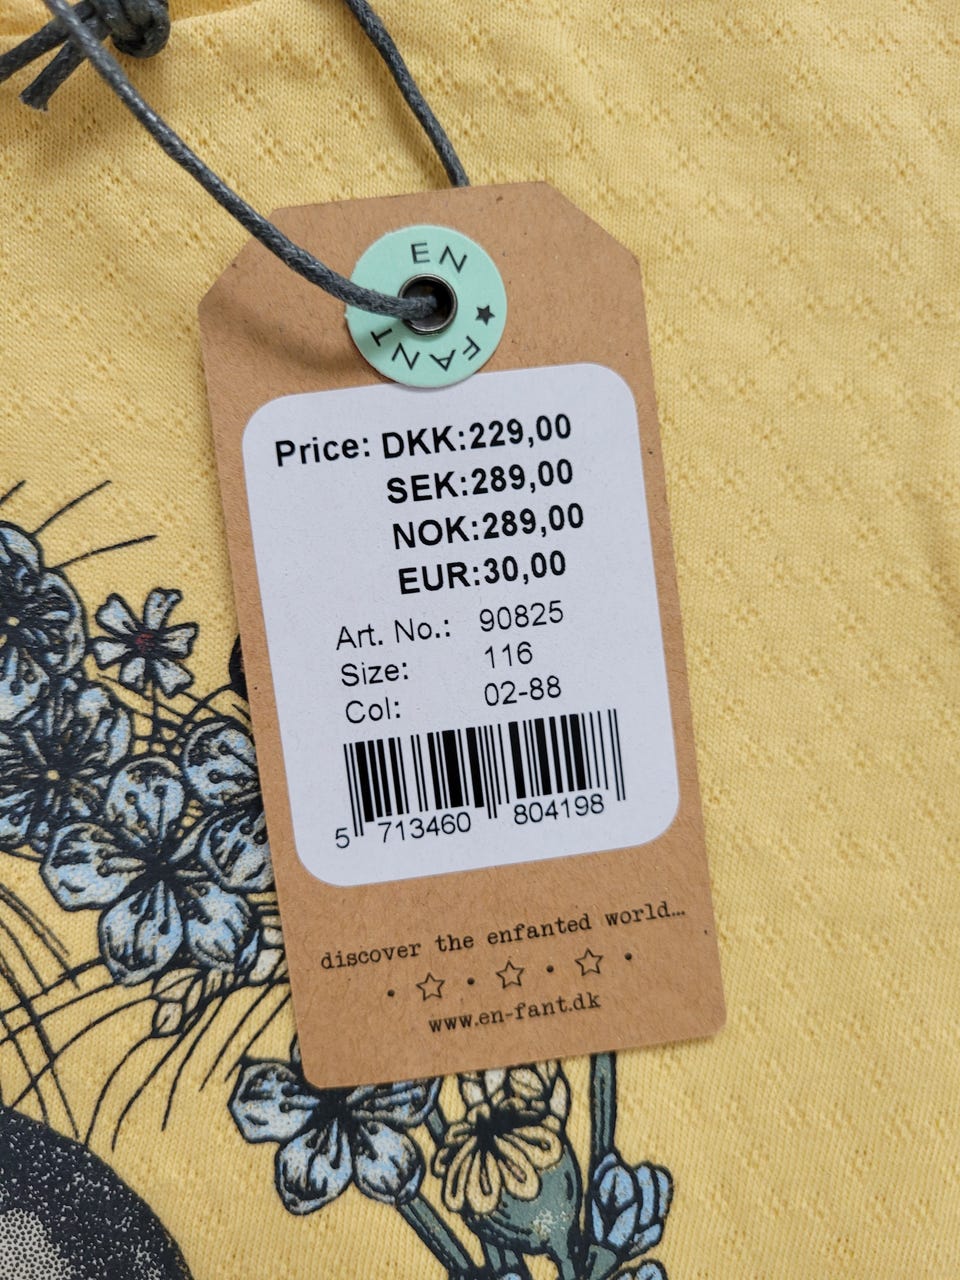 EN ★ FANT
Price: DKK:229,00
SEK:289,00
NOK:289,00
EUR:30,00
Art. No.: 90825
Size: 116
Col: 02-88
5 713460 804198
discover the enfanted world...
www.en-fant.dk